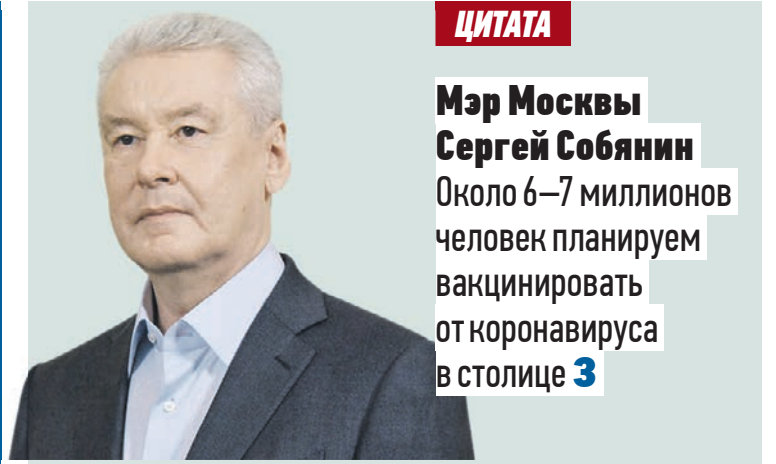 ЦИТАТА
Мэр Москвы
Сергей Собянин
Около 6–7 миллионов
человек планируем
вакцинировать
от коронавируса
в столице 3